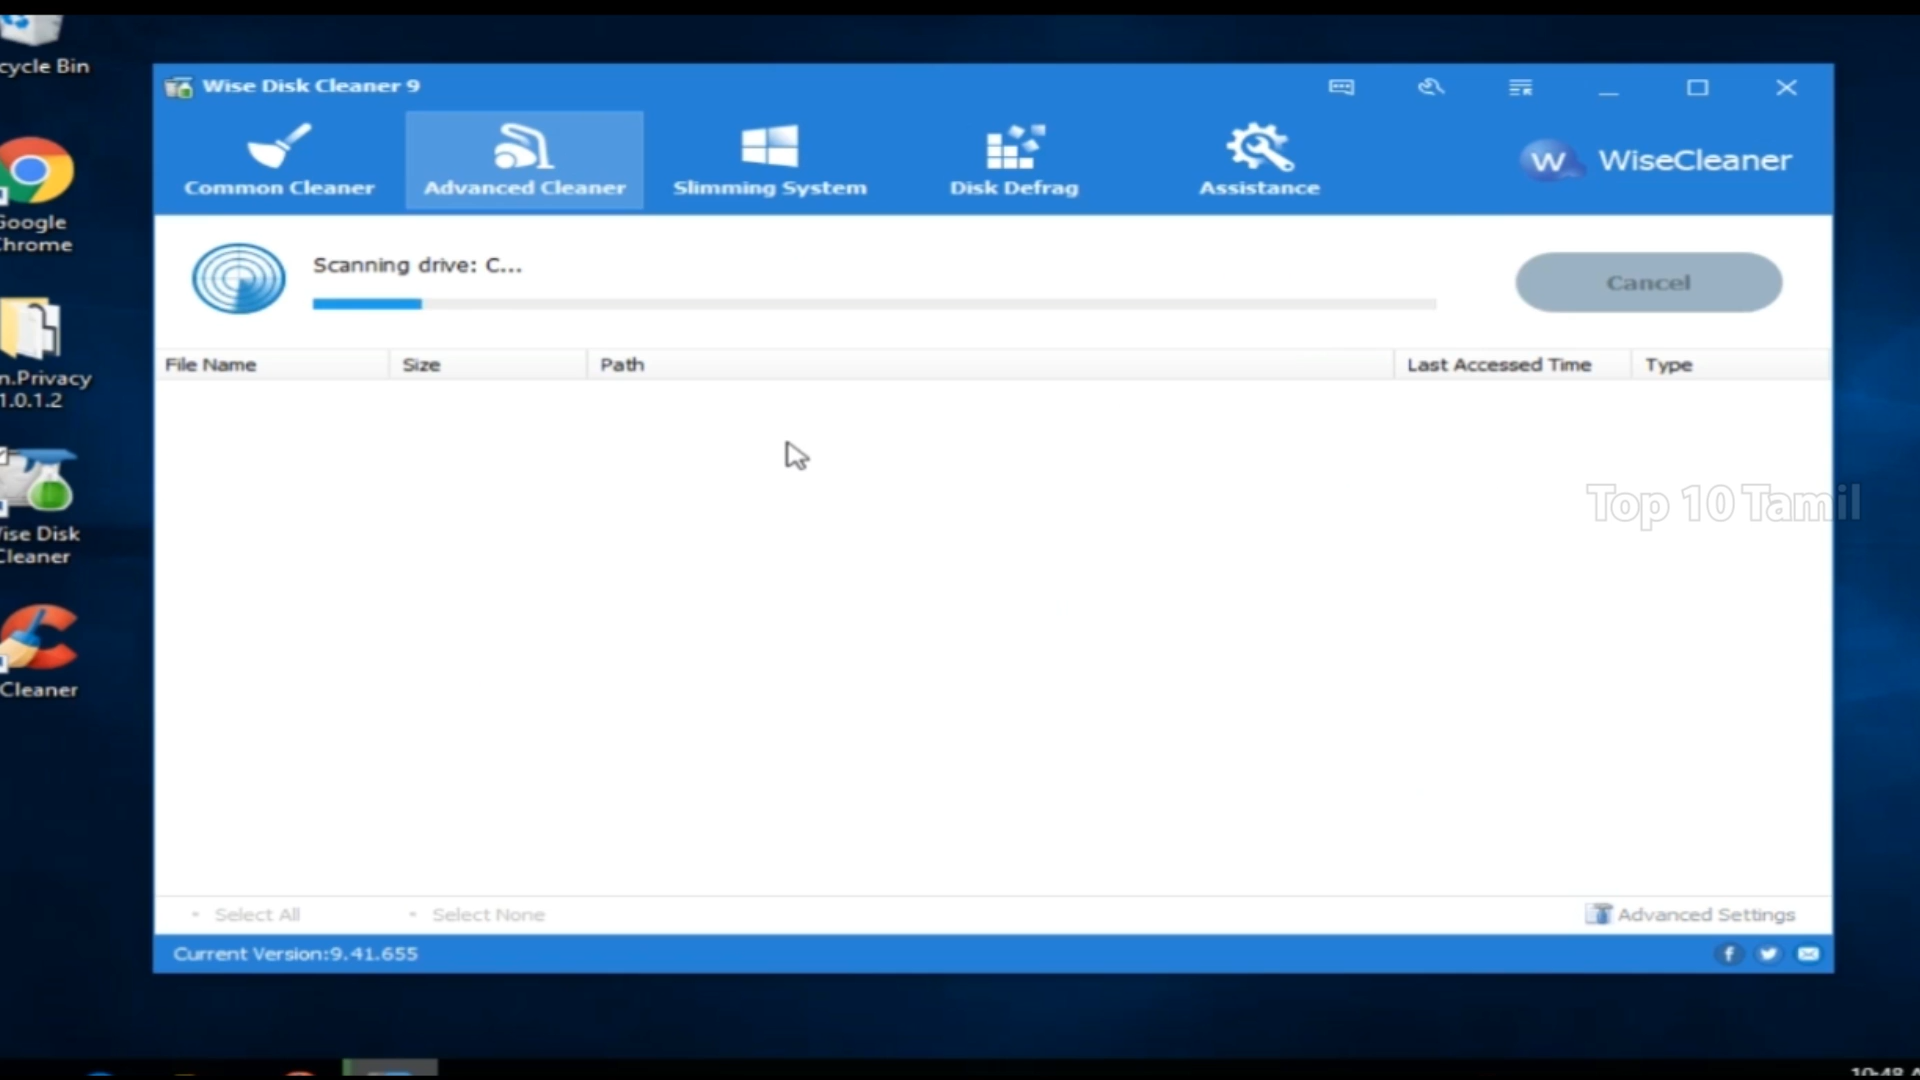 cycle Bin
Wise Disk Cleaner 9
Common Cleaner
Advanced Cleaner
Slimming System
Disk Defrag
Assistance
W WiseCleaner
Google
Chrome
Scanning drive: C...
Cancel
File Name
Size
Path
Last Accessed Time
Type
n.Privacy
1.0.1.2
Top 10 Tamil
ise Disk
Cleaner
Cleaner
Select All
Select None
Advanced Settings
Current Version:9.41.655